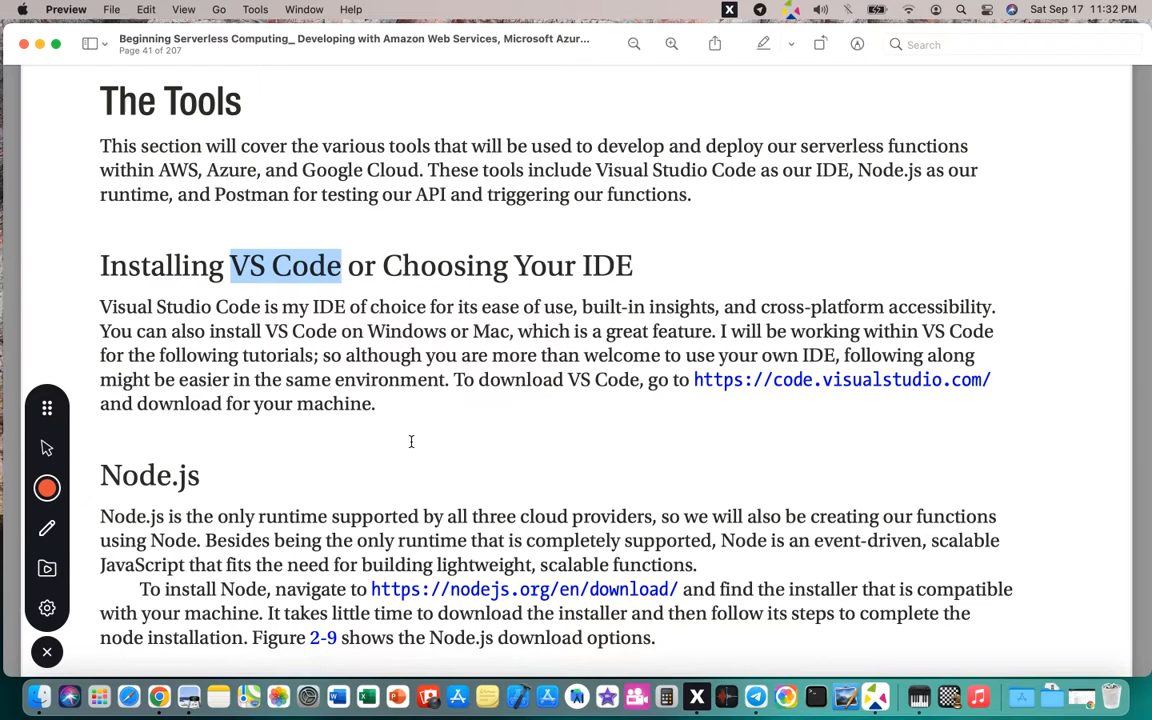 Preview File Edit View Go Tools Window Help Sat Sep 17 11:32 PM
Beginning Serverless Computing_ Developing with Amazon Web Services, Microsoft Azur...
Page 41 of 207
Search
The Tools
This section will cover the various tools that will be used to develop and deploy our serverless functions
within AWS, Azure, and Google Cloud. These tools include Visual Studio Code as our IDE, Node.js as our
runtime, and Postman for testing our API and triggering our functions.
Installing VS Code or Choosing Your IDE
Visual Studio Code is my IDE of choice for its ease of use, built-in insights, and cross-platform accessibility.
You can also install VS Code on Windows or Mac, which is a great feature. I will be working within VS Code
for the following tutorials; so although you are more than welcome to use your own IDE, following along
might be easier in the same environment. To download VS Code, go to https://code.visualstudio.com/
and download for your machine.
Node.js
Node.js is the only runtime supported by all three cloud providers, so we will also be creating our functions
using Node. Besides being the only runtime that is completely supported, Node is an event-driven, scalable
JavaScript that fits the need for building lightweight, scalable functions.
To install Node, navigate to https://nodejs.org/en/download/ and find the installer that is compatible
with your machine. It takes little time to download the installer and then follow its steps to complete the
node installation. Figure 2-9 shows the Node.js download options.